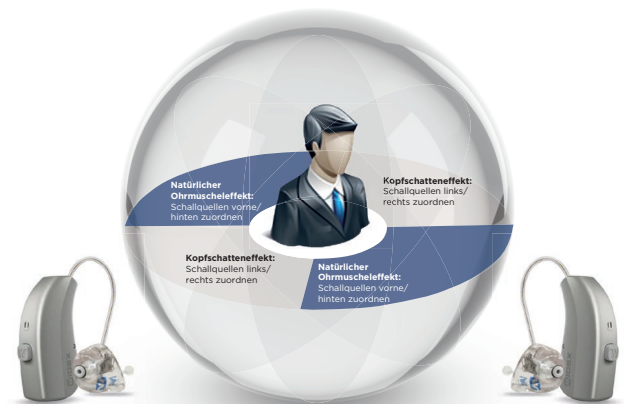 Natürlicher
Ohrmuscheleffekt:
Schallquellen vorne/
hinten zuordnen
Kopfschatteneffekt:
Schallquellen links/
rechts zuordnen
Kopfschatteneffekt:
Schallquellen links/
rechts zuordnen
Natürlicher
Ohrmuscheleffekt:
Schallquellen vorne/
hinten zuordnen